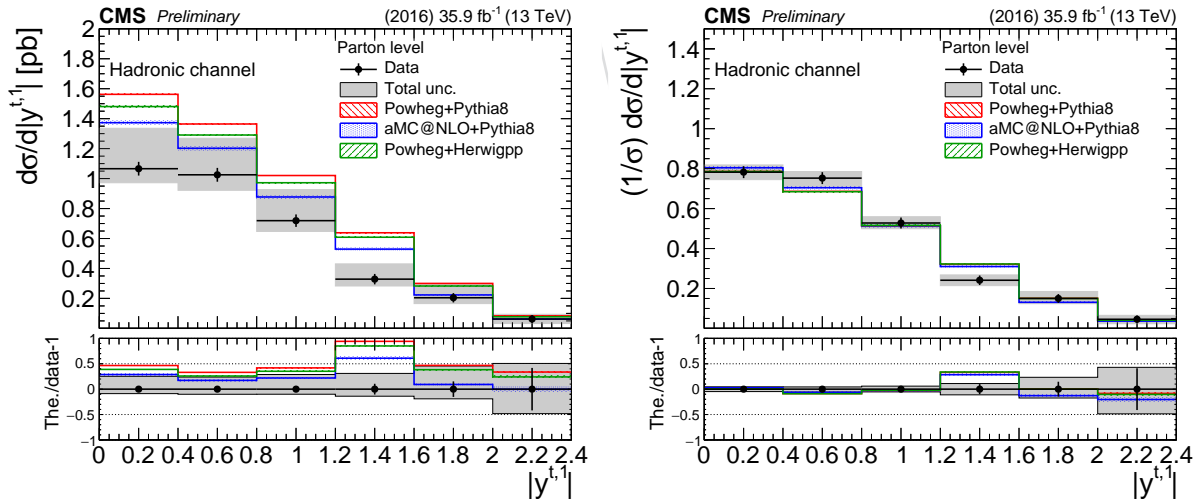 CMS Preliminary (2016) 35.9 fb⁻¹ (13 TeV)
dσ/d|y^{t,1}| [pb]
2
1.8
1.6
1.4
1.2
1
0.8
0.6
0.4
0.2
Hadronic channel
Parton level
Data
Total unc.
Powheg+Pythia8
aMC@NLO+Pythia8
Powheg+Herwigpp
The./data-1
1
0.5
0
−0.5
−1
0 0.2 0.4 0.6 0.8 1 1.2 1.4 1.6 1.8 2 2.2 2.4
|y^{t,1}|
CMS Preliminary (2016) 35.9 fb⁻¹ (13 TeV)
(1/σ) dσ/d|y^{t,1}|
1.4
1.2
1
0.8
0.6
0.4
0.2
Hadronic channel
Parton level
Data
Total unc.
Powheg+Pythia8
aMC@NLO+Pythia8
Powheg+Herwigpp
The./data-1
1
0.5
0
−0.5
−1
0 0.2 0.4 0.6 0.8 1 1.2 1.4 1.6 1.8 2 2.2 2.4
|y^{t,1}|